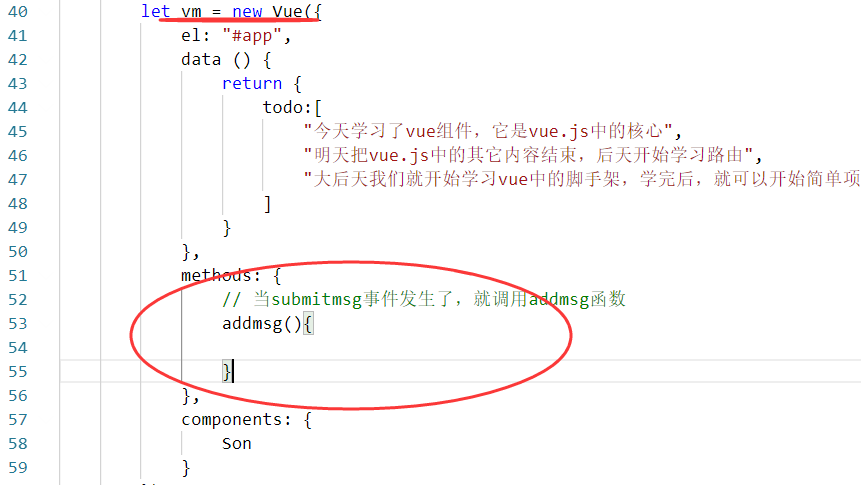 40 let vm = new Vue({
41 el: "#app",
42 data () {
43 return {
44 todo:[
45 "今天学习了vue组件，它是vue.js中的核心",
46 "明天把vue.js中的其它内容结束，后天开始学习路由",
47 "大后天我们就开始学习vue中的脚手架，学完后，就可以开始简单项
48 ]
49 }
50 },
51 methods: {
52 // 当submitmsg事件发生了，就调用addmsg函数
53 addmsg(){
54
55 }
56 },
57 components: {
58 Son
59 }